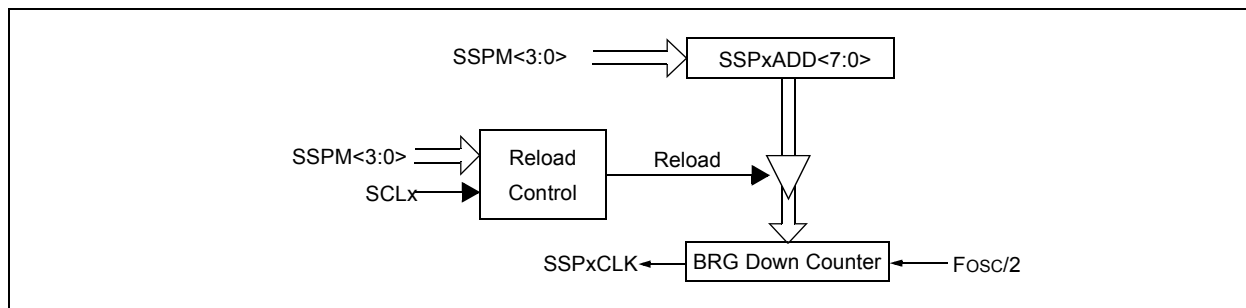 SSPM<3:0>
SSPxADD<7:0>
SSPM<3:0>
SCLx
Reload
Control
Reload
SSPxCLK
BRG Down Counter
FOSC/2